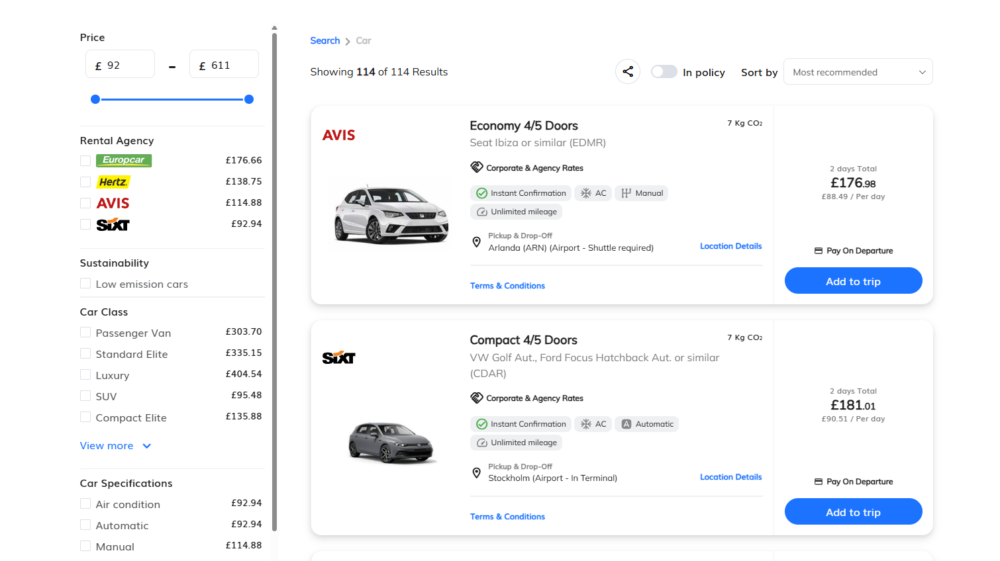 Price
£ 92 - £ 611
Rental Agency
Europcar £176.66
Hertz. £138.75
AVIS £114.88
SIXT £92.94
Sustainability
Low emission cars
Car Class
Passenger Van £303.70
Standard Elite £335.15
Luxury £404.54
SUV £95.48
Compact Elite £135.88
View more
Car Specifications
Air condition £92.94
Automatic £92.94
Manual £114.88
Search > Car
Showing 114 of 114 Results
In policy
Sort by
Most recommended
AVIS
Economy 4/5 Doors
7 Kg CO₂
Seat Ibiza or similar (EDMR)
Corporate & Agency Rates
Instant Confirmation AC Manual
Unlimited mileage
Pickup & Drop-Off
Arlanda (ARN) (Airport - Shuttle required)
Location Details
Terms & Conditions
2 days Total
£176.98
£88.49 / Per day
Pay On Departure
Add to trip
SIXT
Compact 4/5 Doors
7 Kg CO₂
VW Golf Aut., Ford Focus Hatchback Aut. or similar
(CDAR)
Corporate & Agency Rates
Instant Confirmation AC A Automatic
Unlimited mileage
Pickup & Drop-Off
Stockholm (Airport - In Terminal)
Location Details
Terms & Conditions
2 days Total
£181.01
£90.51 / Per day
Pay On Departure
Add to trip